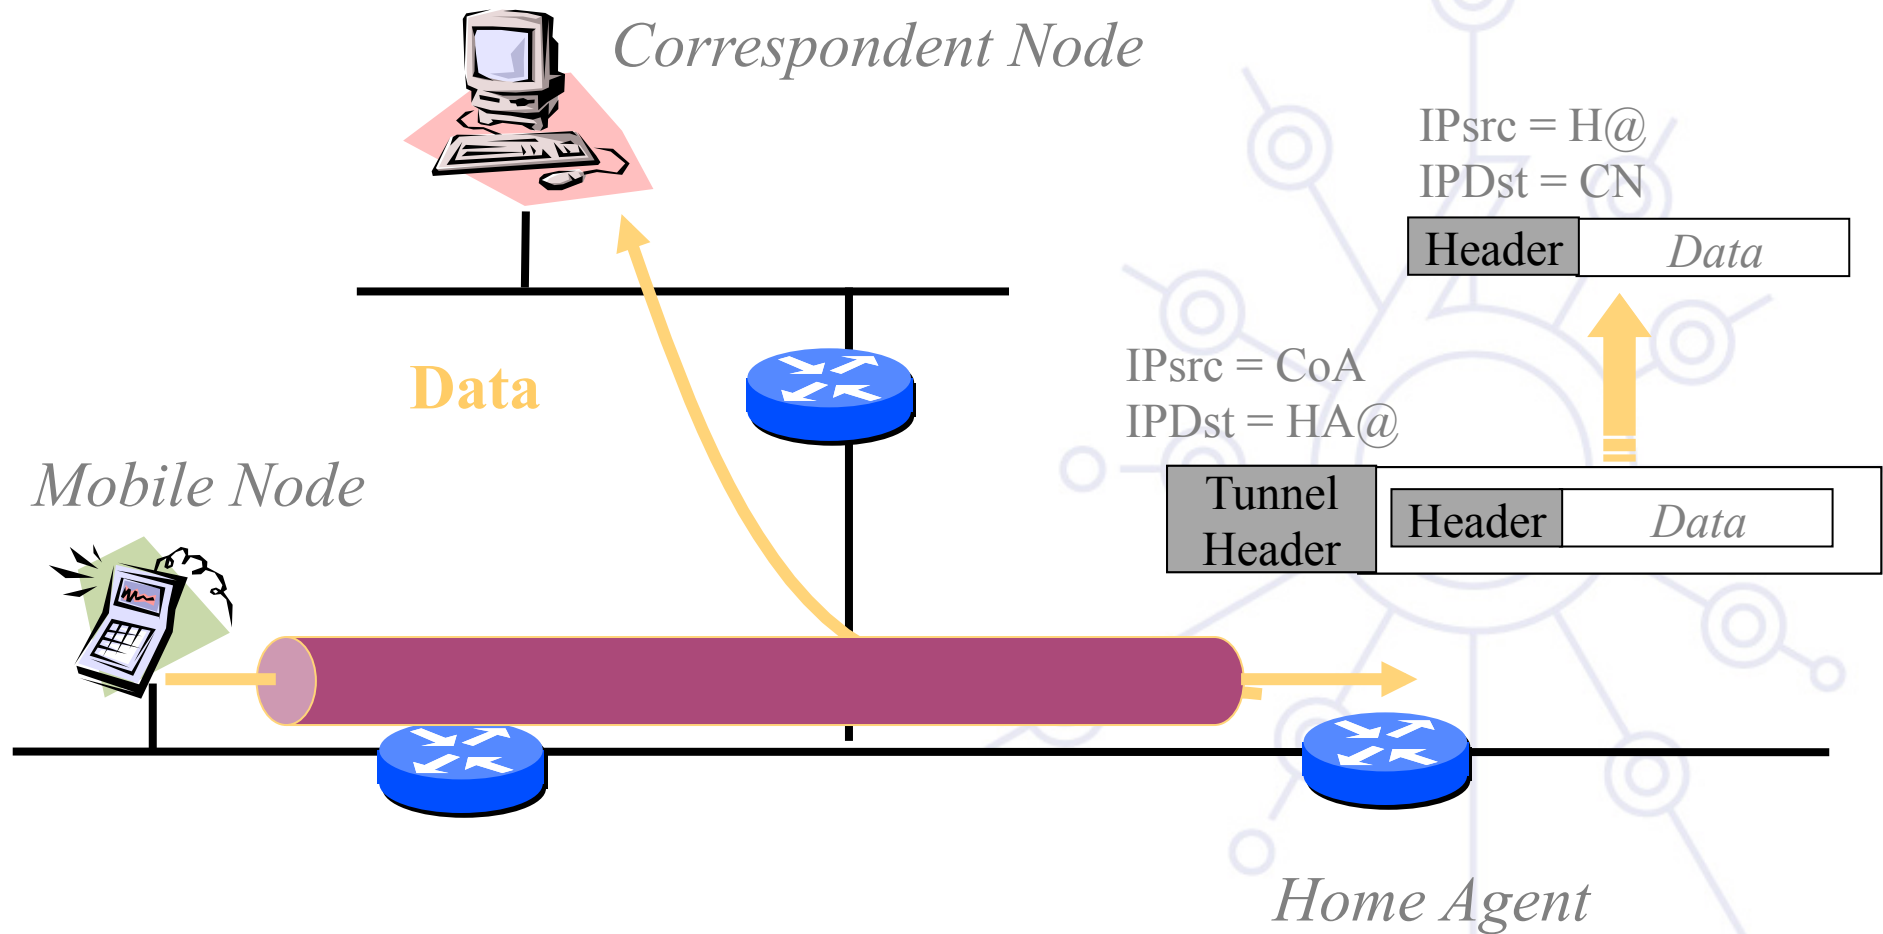 Correspondent Node
IPsrc = H@
IPDst = CN
Header
Data
Data
IPsrc = CoA
IPDst = HA@
Mobile Node
Tunnel
Header
Header
Data
Home Agent